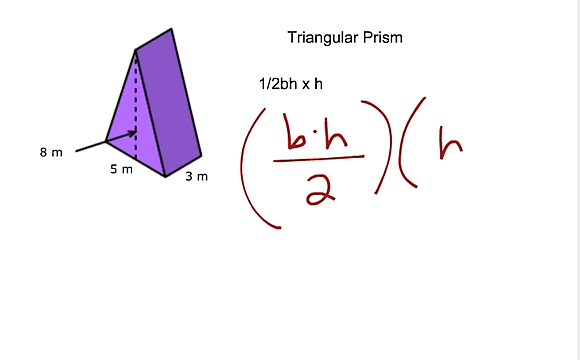 Triangular Prism
1/2bh x h
(b·h/2)(h
8 m
5 m
3 m